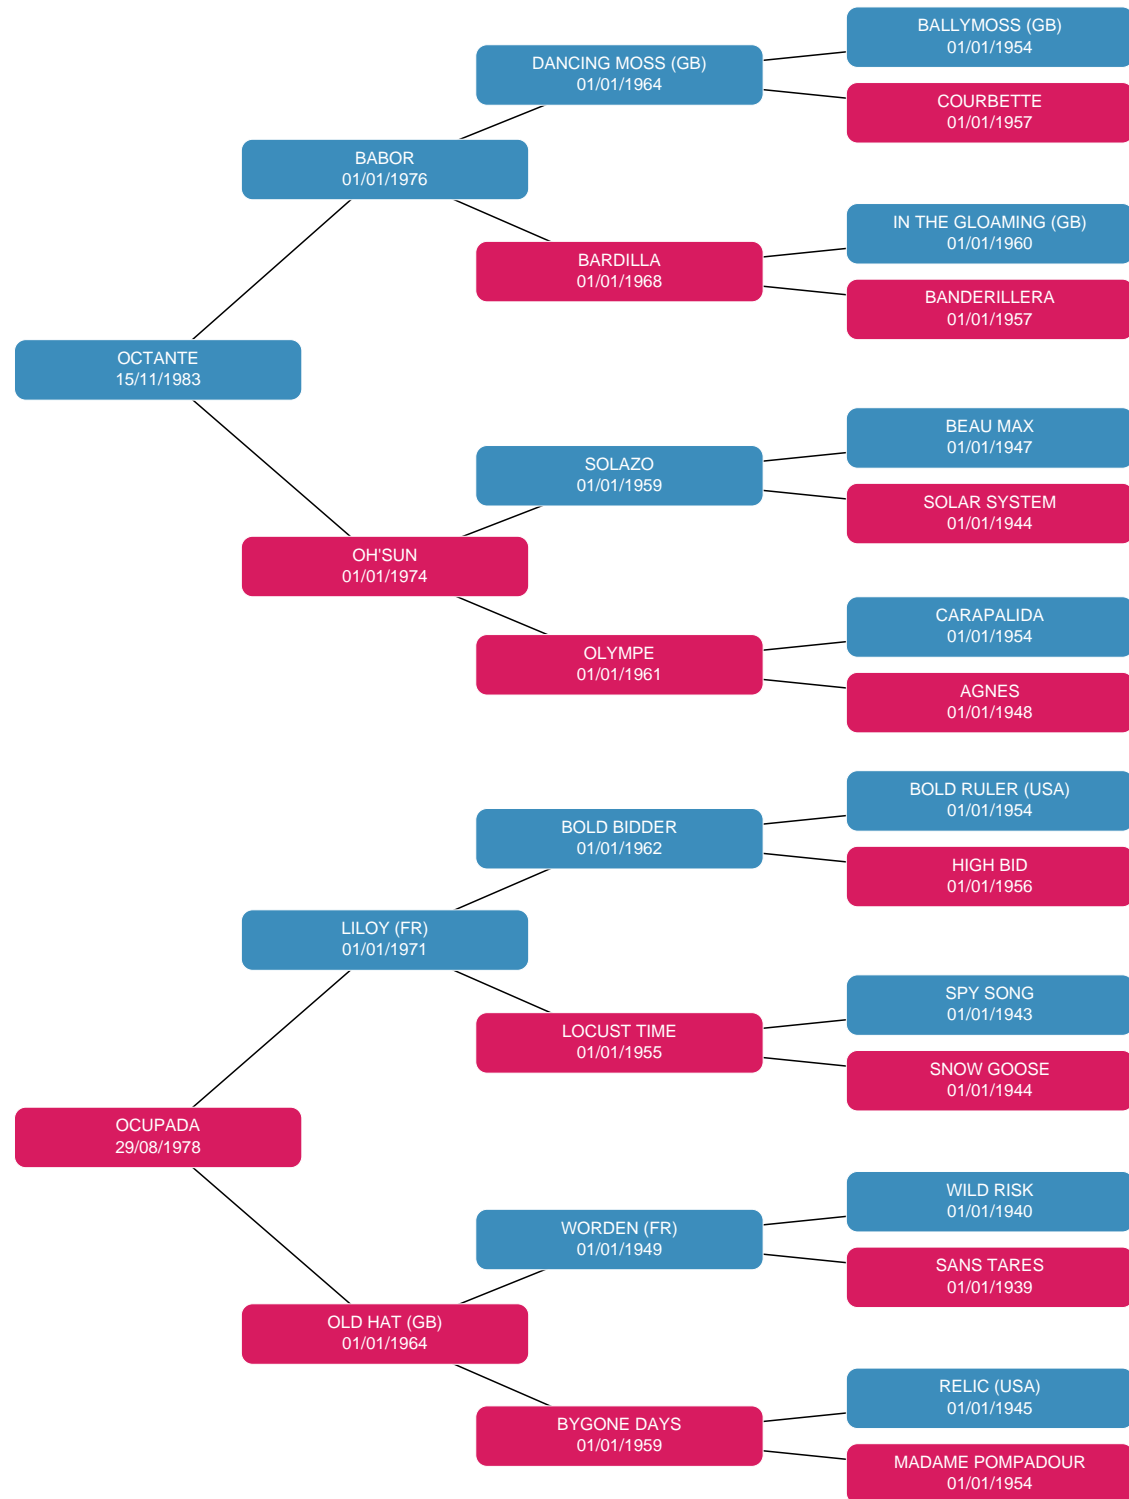 BALLYMOSS (GB)
01/01/1954
DANCING MOSS (GB)
01/01/1964
COURBETTE
01/01/1957
BABOR
01/01/1976
IN THE GLOAMING (GB)
01/01/1960
BARDILLA
01/01/1968
BANDERILLERA
01/01/1957
OCTANTE
15/11/1983
BEAU MAX
01/01/1947
SOLAZO
01/01/1959
SOLAR SYSTEM
01/01/1944
OH'SUN
01/01/1974
CARAPALIDA
01/01/1954
OLYMPE
01/01/1961
AGNES
01/01/1948
BOLD RULER (USA)
01/01/1954
BOLD BIDDER
01/01/1962
HIGH BID
01/01/1956
LILOY (FR)
01/01/1971
SPY SONG
01/01/1943
LOCUST TIME
01/01/1955
SNOW GOOSE
01/01/1944
OCUPADA
29/08/1978
WILD RISK
01/01/1940
WORDEN (FR)
01/01/1949
SANS TARES
01/01/1939
OLD HAT (GB)
01/01/1964
RELIC (USA)
01/01/1945
BYGONE DAYS
01/01/1959
MADAME POMPADOUR
01/01/1954